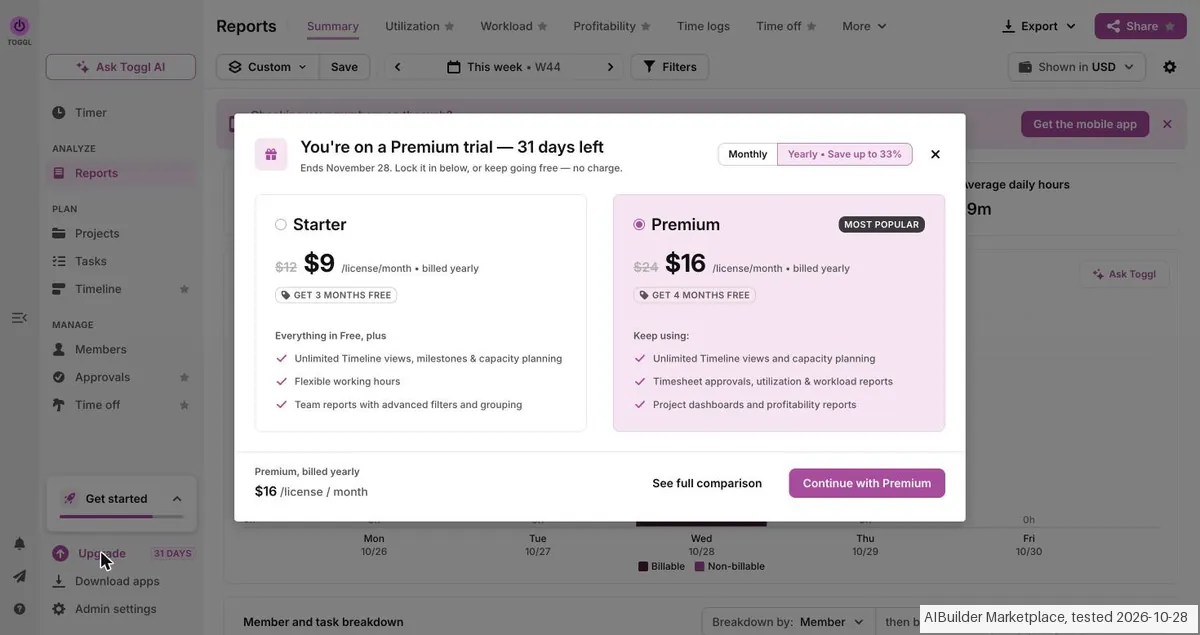 TOGGL
Ask Toggl AI
Timer
ANALYZE
Reports
PLAN
Projects
Tasks
Timeline
MANAGE
Members
Approvals
Time off
Get started
Upgrade 31 DAYS
Download apps
Admin settings
Reports Summary Utilization Workload Profitability Time logs Time off More Export Share
Custom Save This week • W44 Filters Shown in USD
Get the mobile app
You're on a Premium trial — 31 days left
Ends November 28. Lock it in below, or keep going free — no charge.
Monthly Yearly • Save up to 33%
Starter
$12 $9 /license/month • billed yearly
GET 3 MONTHS FREE
Everything in Free, plus
Unlimited Timeline views, milestones & capacity planning
Flexible working hours
Team reports with advanced filters and grouping
Premium MOST POPULAR
$24 $16 /license/month • billed yearly
GET 4 MONTHS FREE
Keep using:
Unlimited Timeline views and capacity planning
Timesheet approvals, utilization & workload reports
Project dashboards and profitability reports
Premium, billed yearly
$16 /license / month
See full comparison Continue with Premium
daily hours
9m
Ask Toggl
0h
Mon Tue Wed Thu Fri
10/26 10/27 10/28 10/29 10/30
Billable Non-billable
Member and task breakdown
Breakdown by: Member then
AIBuilder Marketplace, tested 2026-10-28